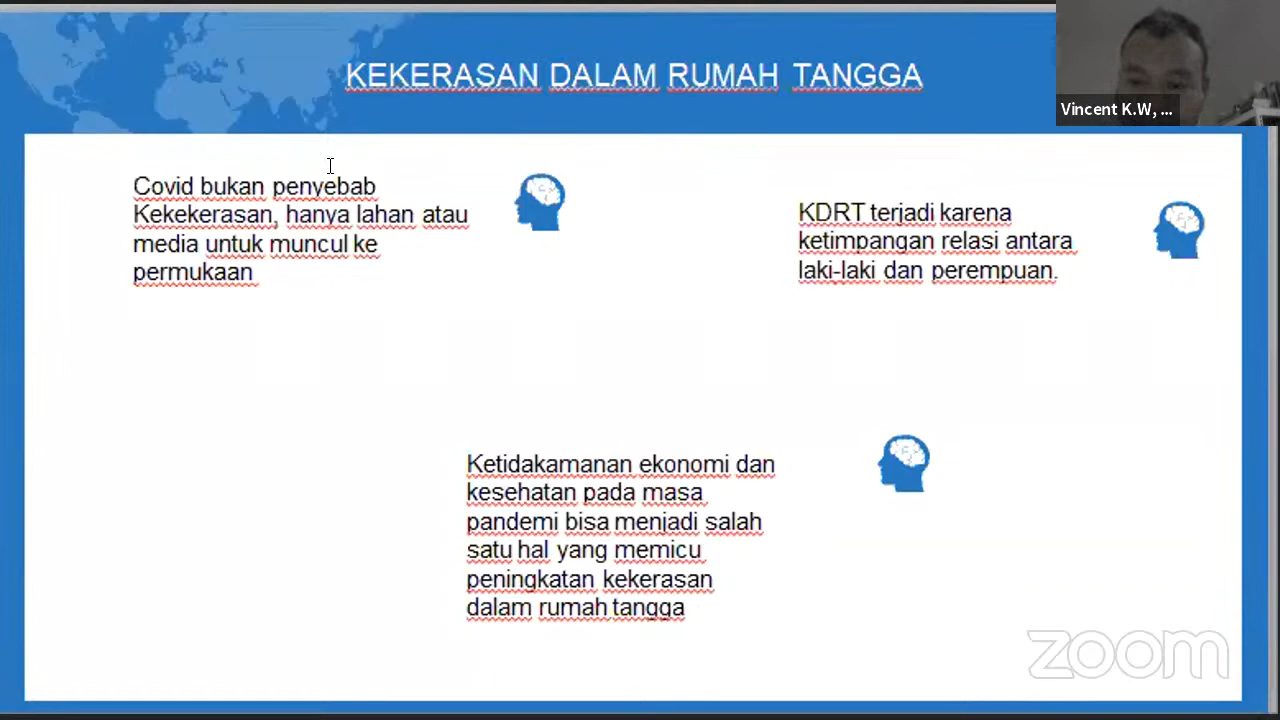 KEKERASAN DALAM RUMAH TANGGA
Vincent K.W, ...
Covid bukan penyebab
Kekekerasan, hanya lahan atau
media untuk muncul ke
permukaan
KDRT terjadi karena
ketimpangan relasi antara
laki-laki dan perempuan.
Ketidakamanan ekonomi dan
kesehatan pada masa
pandemi bisa menjadi salah
satu hal yang memicu
peningkatan kekerasan
dalam rumah tangga
zoom